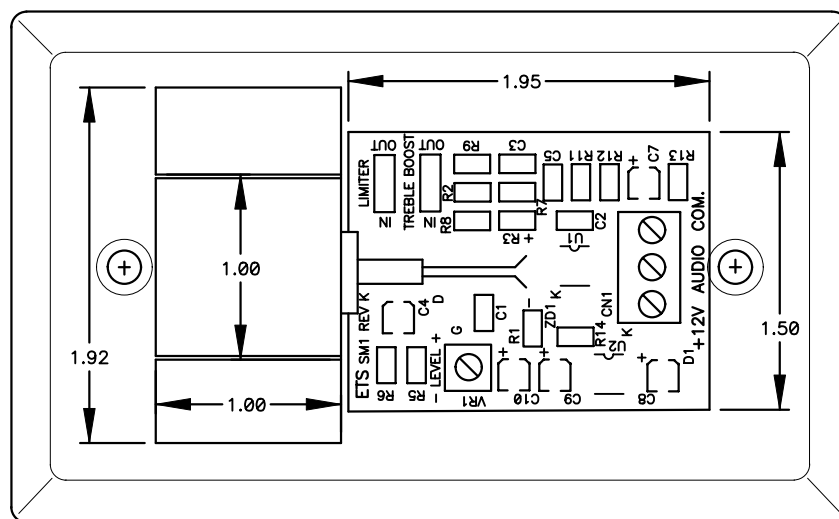 1.95
LIMITER
OUT
IN
TREBLE BOOST
OUT
IN
R9
C3
R2
R7
R8
+ R3
C5
R11
R12
+ C7
R13
C2
U1
COM.
AUDIO
+12V
CN1
K
1.00
1.92
1.00
1.50
ETS SM1 REV K
C4
D
G
C1
R1
ZD1
K
–
R14
U2
R6
R5
– LEVEL +
VR1
+ C10
+ C9
+ C8
D1